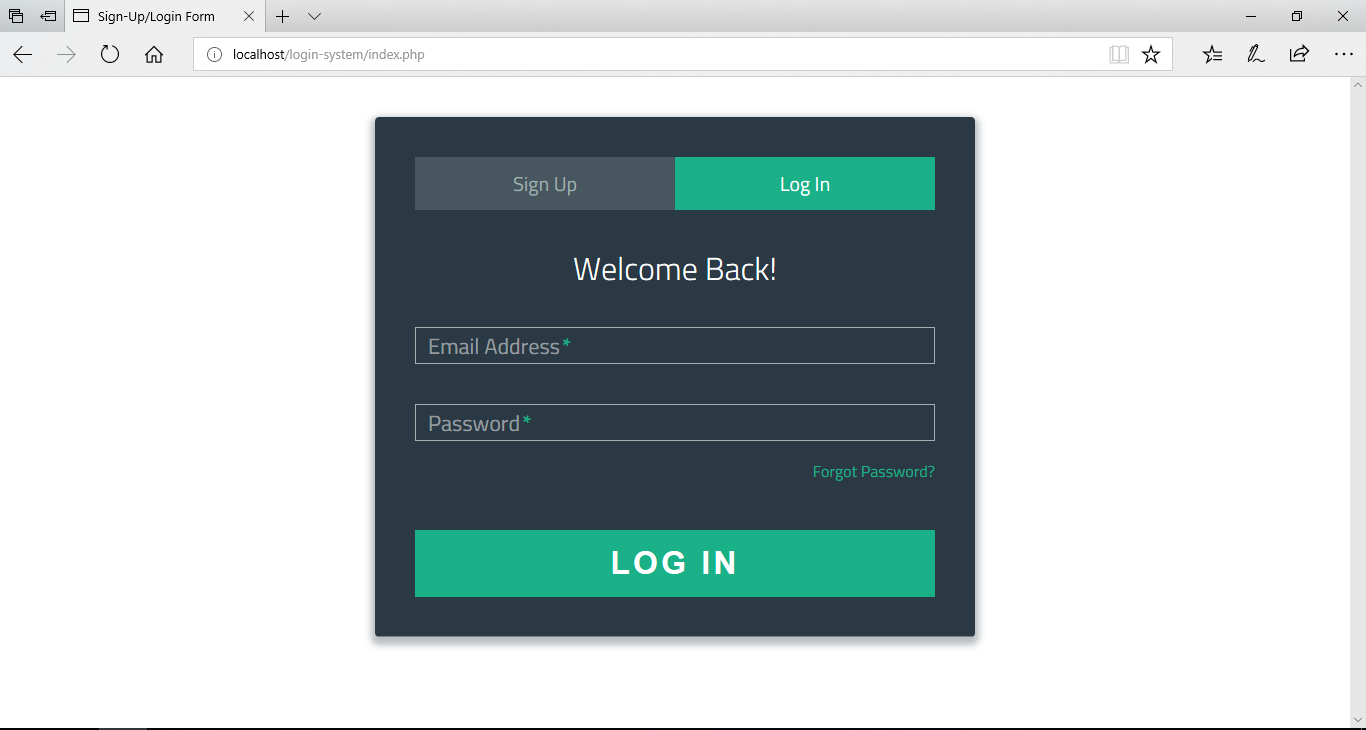 Sign-Up/Login Form
localhost/login-system/index.php
Sign Up
Log In
Welcome Back!
Email Address*
Password*
Forgot Password?
LOG IN